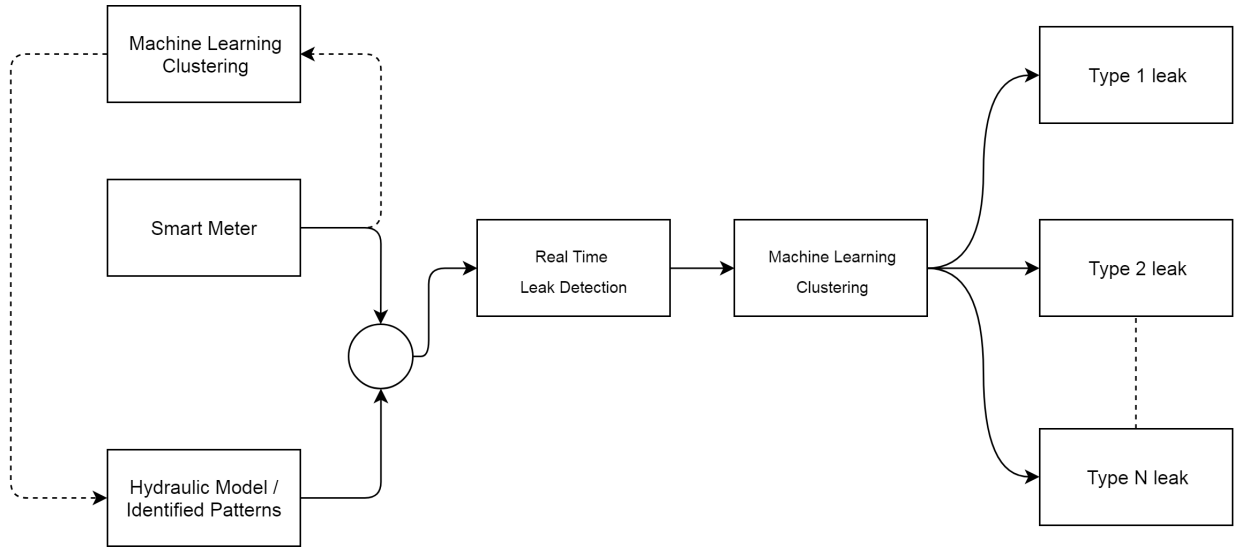 Machine Learning
Clustering
Smart Meter
Hydraulic Model /
Identified Patterns
Real Time
Leak Detection
Machine Learning
Clustering
Type 1 leak
Type 2 leak
Type N leak